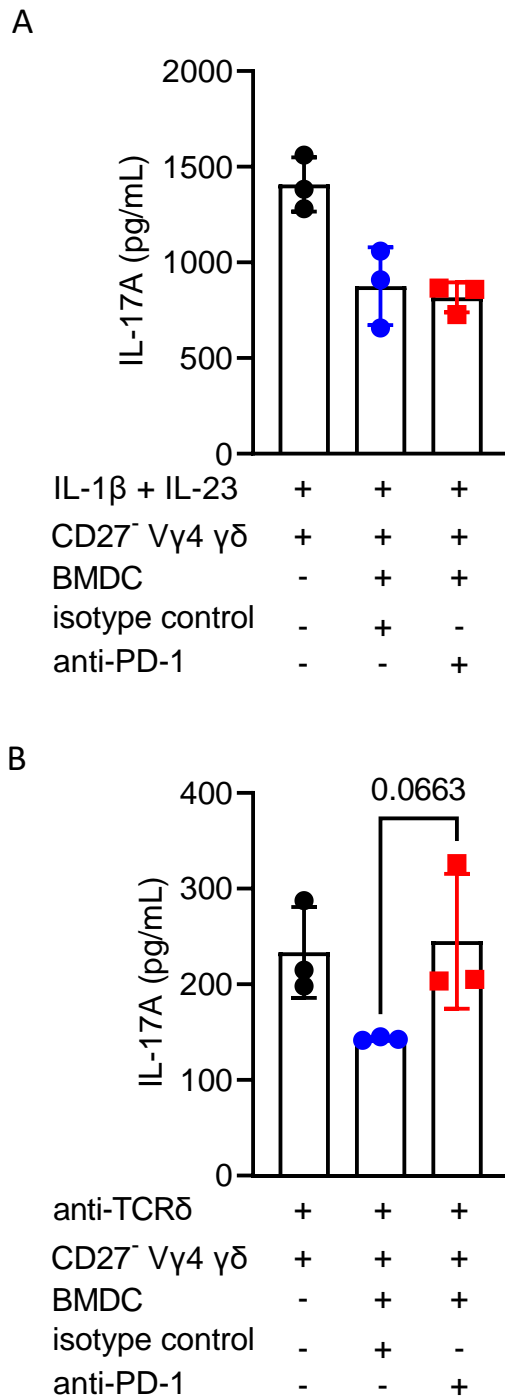 A
2000
1500
1000
500
0
IL-17A (pg/mL)
IL-1β + IL-23 + + +
CD27⁻ Vγ4 γδ + + +
BMDC - + +
isotype control - + -
anti-PD-1 - - +
B
0.0663
400
300
200
100
0
IL-17A (pg/mL)
anti-TCRδ + + +
CD27⁻ Vγ4 γδ + + +
BMDC - + +
isotype control - + -
anti-PD-1 - - +